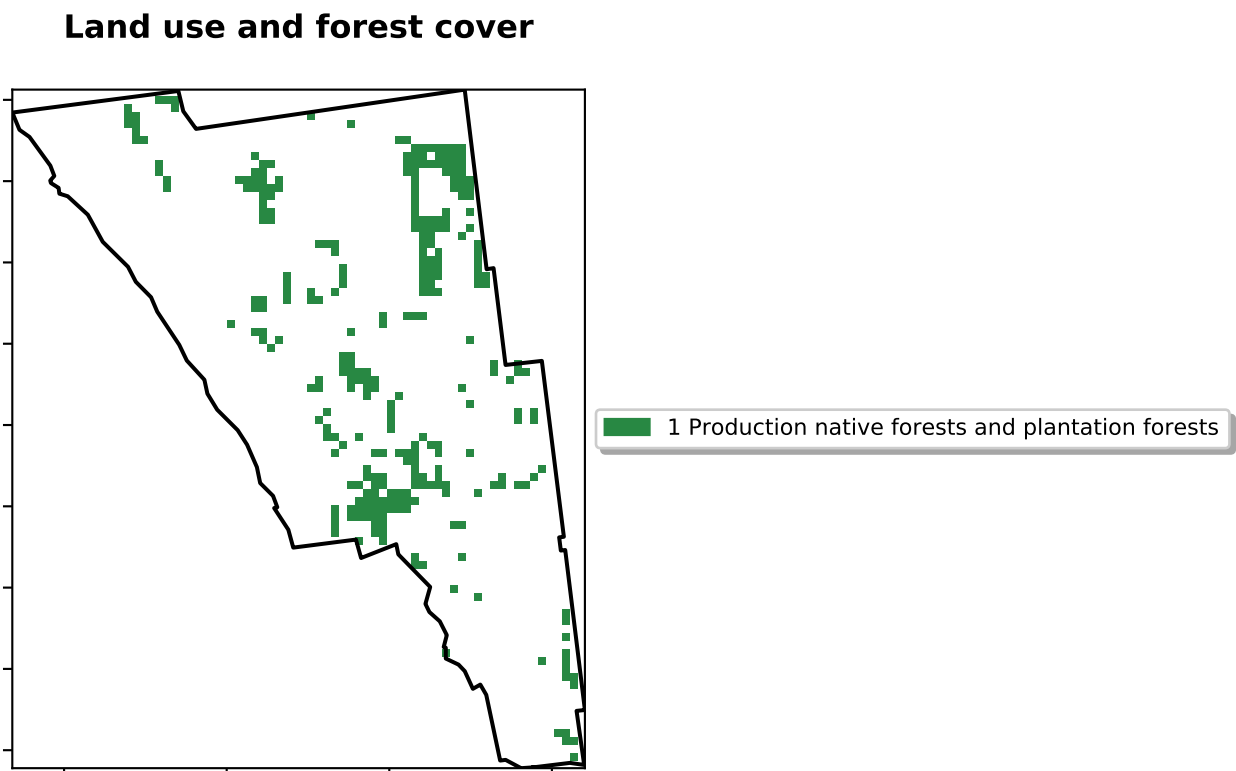 Land use and forest cover
1 Production native forests and plantation forests